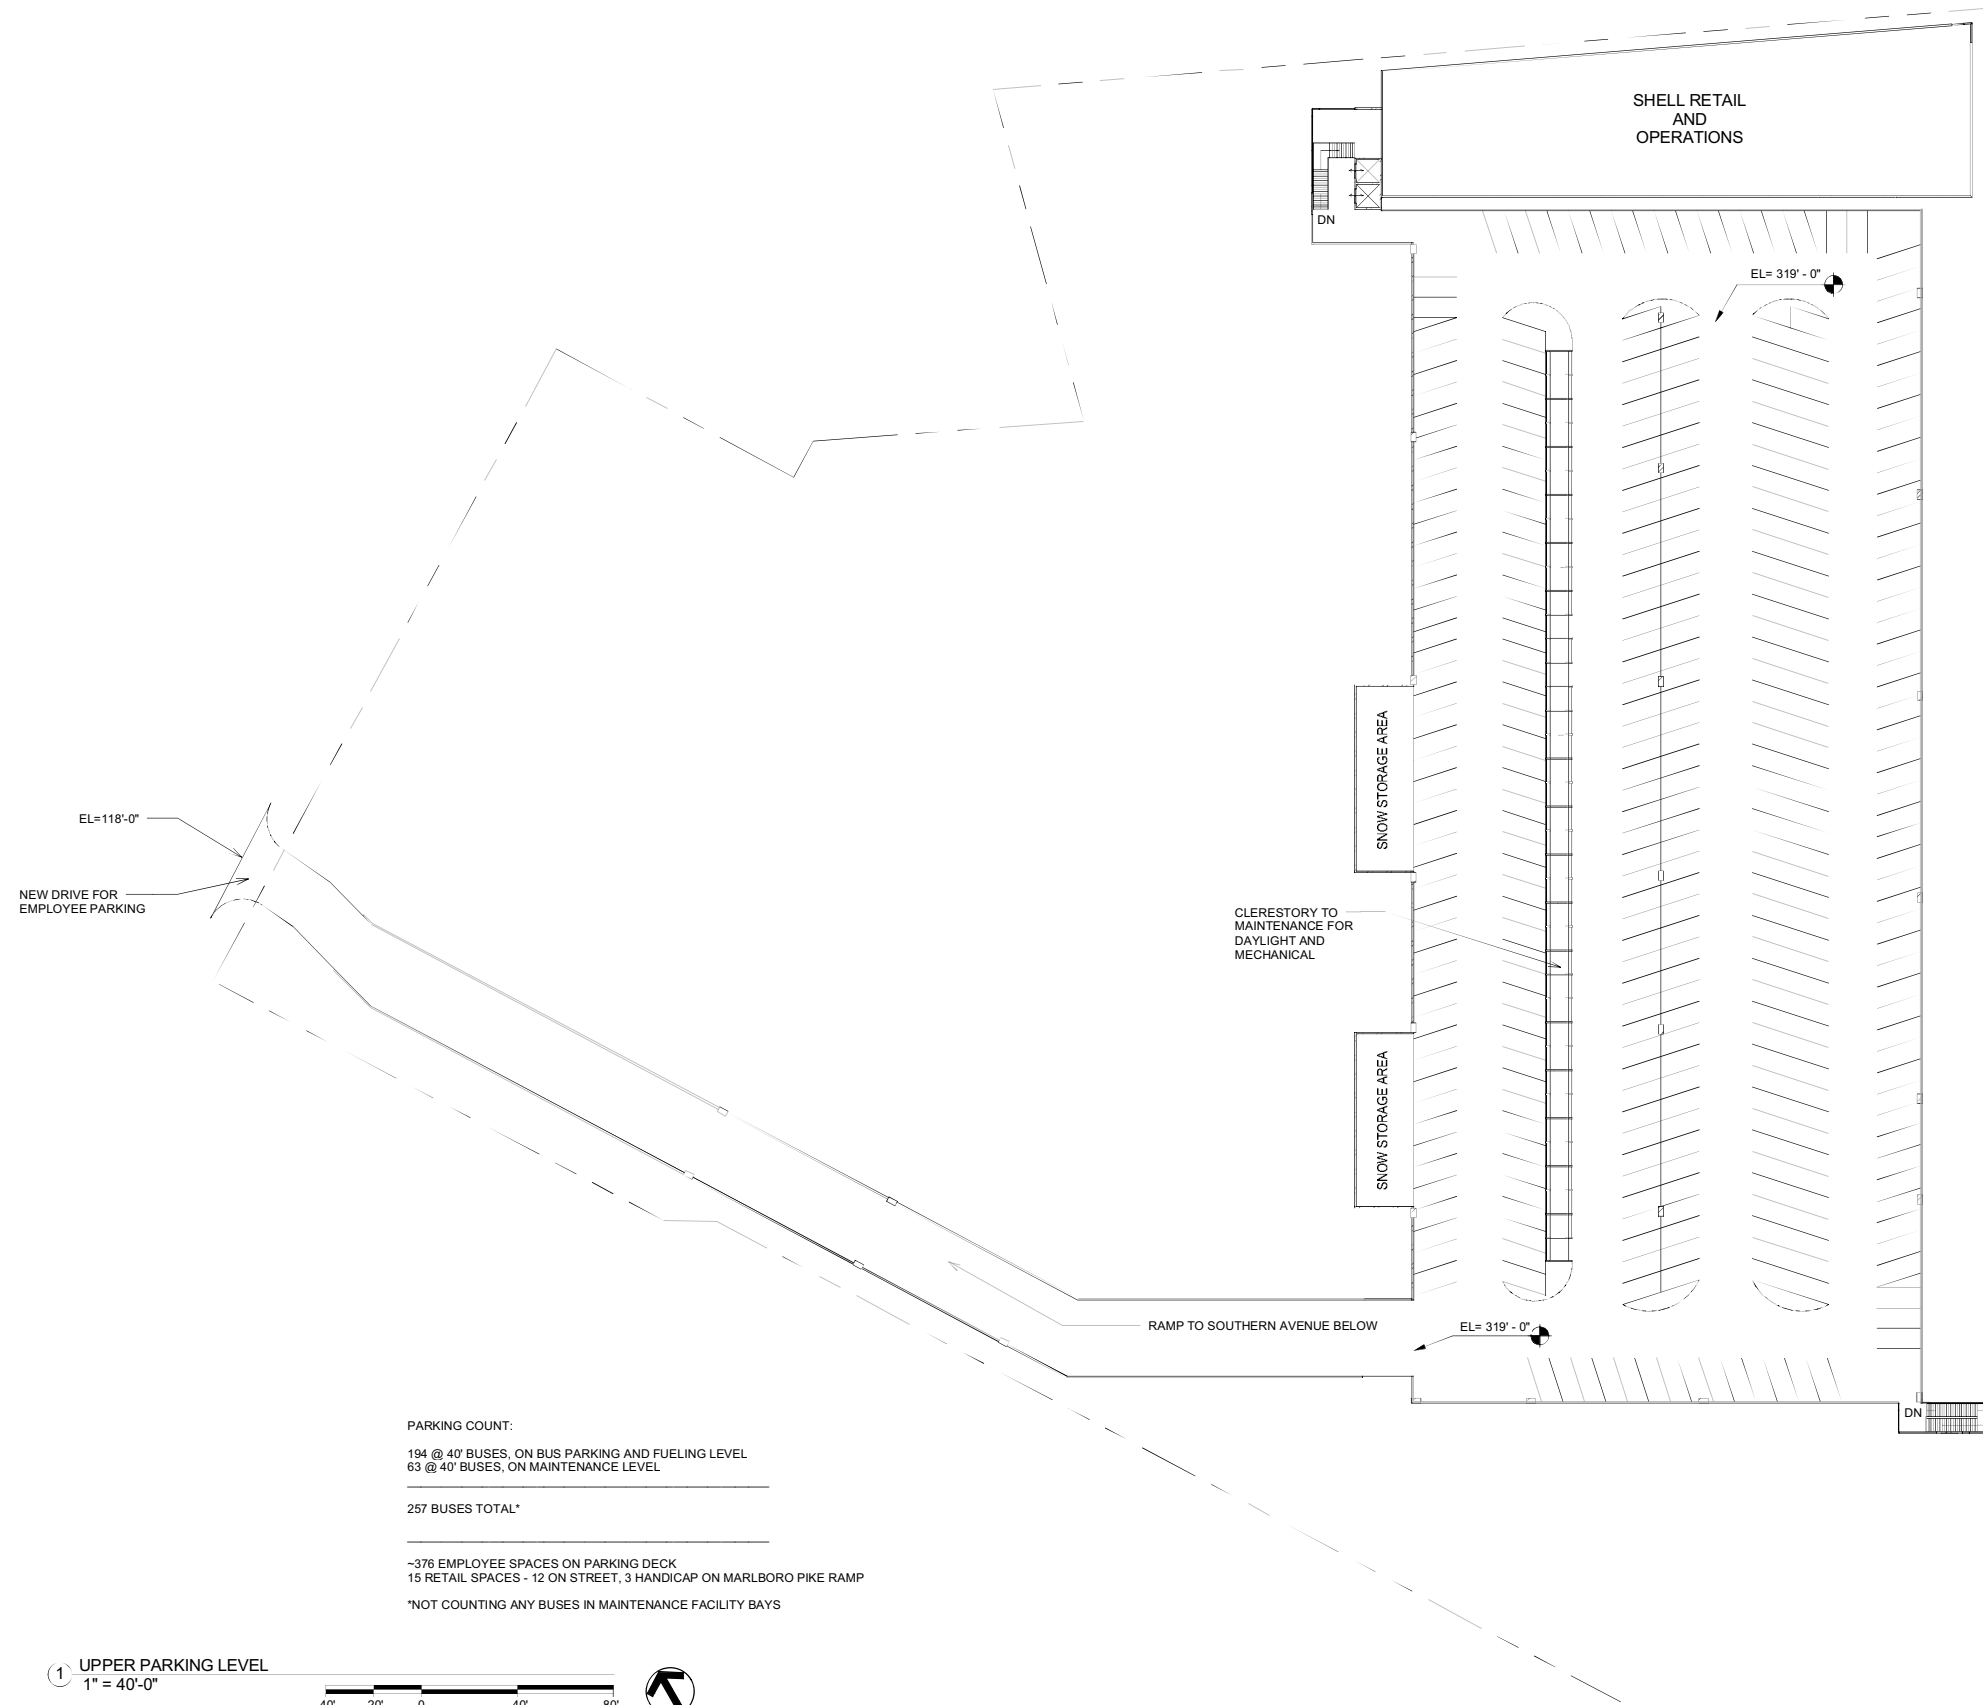 SHELL RETAIL
AND
OPERATIONS
DN
EL= 319' - 0"
SNOW STORAGE AREA
EL=118'-0"
NEW DRIVE FOR
EMPLOYEE PARKING
CLERESTORY TO
MAINTENANCE FOR
DAYLIGHT AND
MECHANICAL
SNOW STORAGE AREA
RAMP TO SOUTHERN AVENUE BELOW
EL= 319' - 0"
DN
PARKING COUNT:
194 @ 40' BUSES, ON BUS PARKING AND FUELING LEVEL
63 @ 40' BUSES, ON MAINTENANCE LEVEL
257 BUSES TOTAL*
~376 EMPLOYEE SPACES ON PARKING DECK
15 RETAIL SPACES - 12 ON STREET, 3 HANDICAP ON MARLBORO PIKE RAMP
*NOT COUNTING ANY BUSES IN MAINTENANCE FACILITY BAYS
1 UPPER PARKING LEVEL
1" = 40'-0"
40' 20' 0 40' 80'